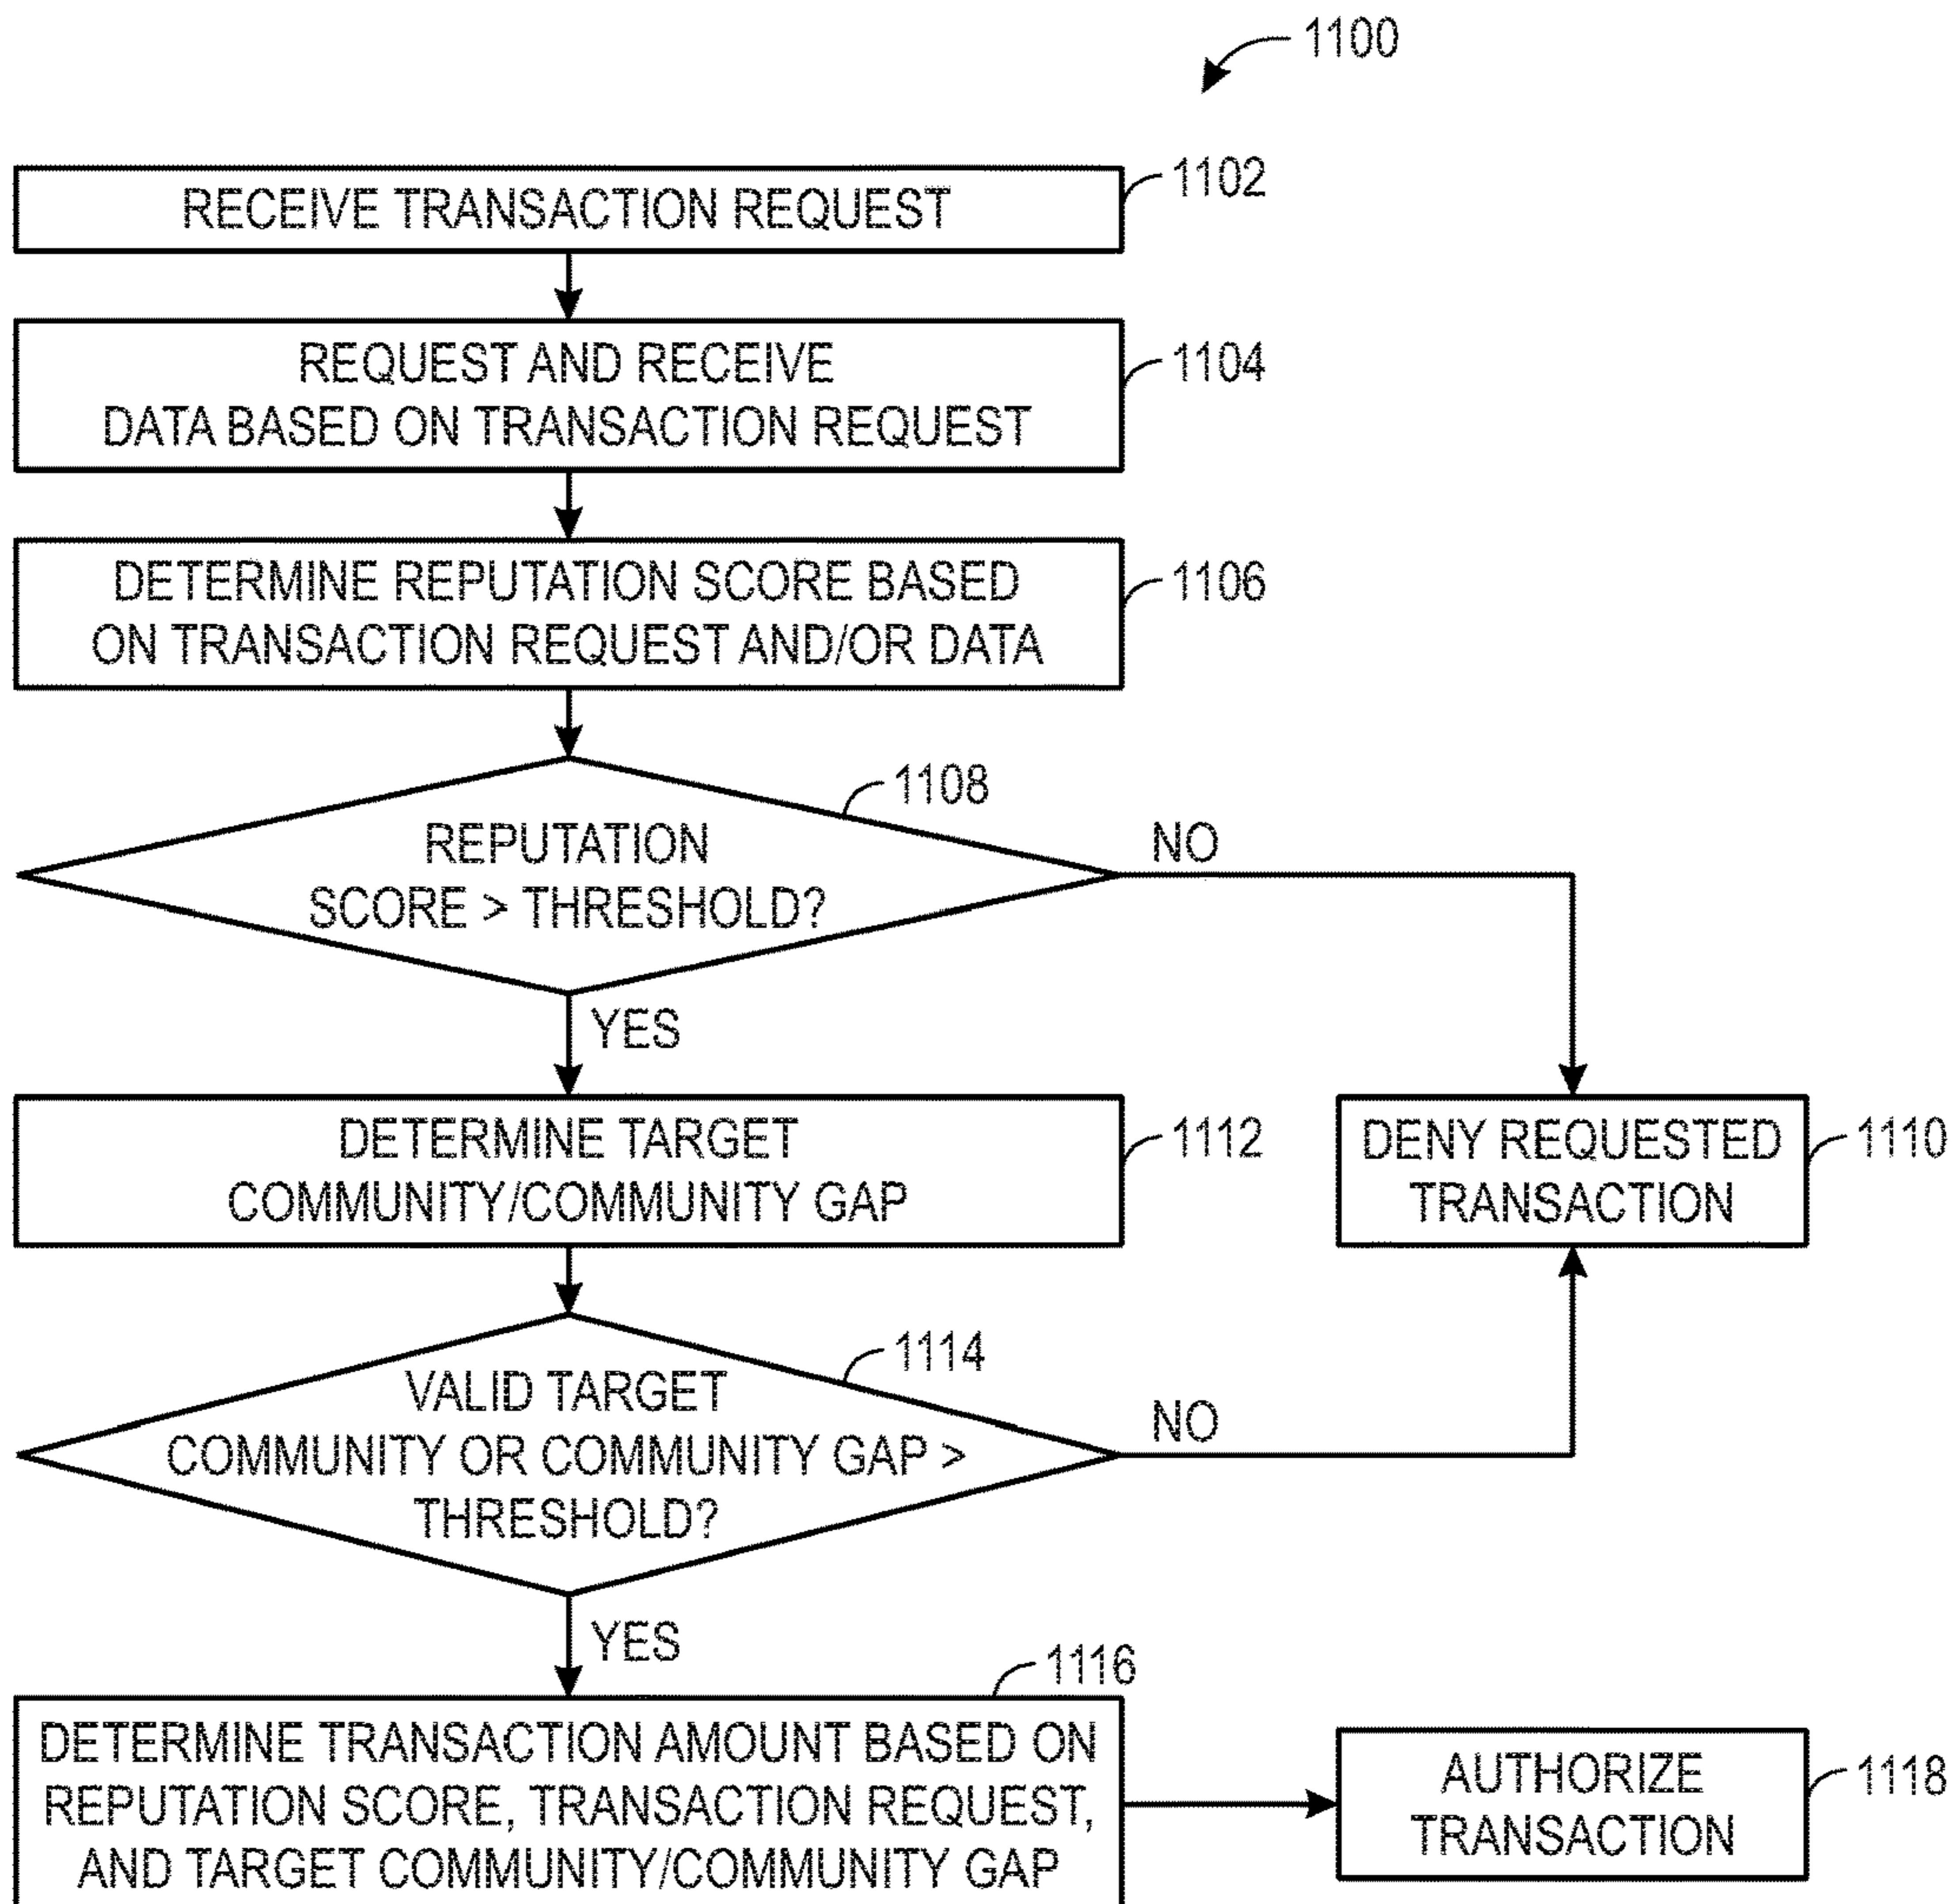 1100
RECEIVE TRANSACTION REQUEST
1102
REQUEST AND RECEIVE
DATA BASED ON TRANSACTION REQUEST
1104
DETERMINE REPUTATION SCORE BASED
ON TRANSACTION REQUEST AND/OR DATA
1106
1108
REPUTATION
SCORE > THRESHOLD?
NO
YES
DETERMINE TARGET
COMMUNITY/COMMUNITY GAP
1112
DENY REQUESTED
TRANSACTION
1110
1114
VALID TARGET
COMMUNITY OR COMMUNITY GAP >
THRESHOLD?
NO
YES
1116
DETERMINE TRANSACTION AMOUNT BASED ON
REPUTATION SCORE, TRANSACTION REQUEST,
AND TARGET COMMUNITY/COMMUNITY GAP
AUTHORIZE
TRANSACTION
1118